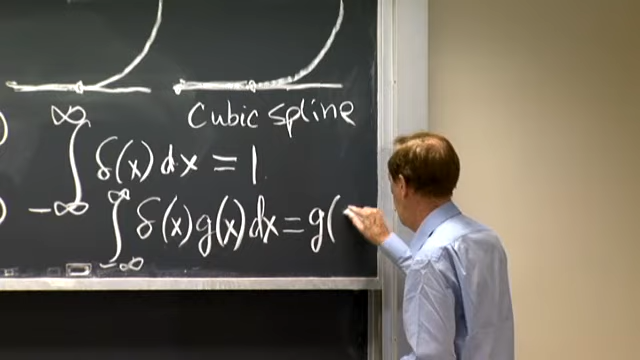 Cubic spline
) ∞∫−∞ δ(x) dx = 1
) ∞∫−∞ δ(x) g(x) dx = g(